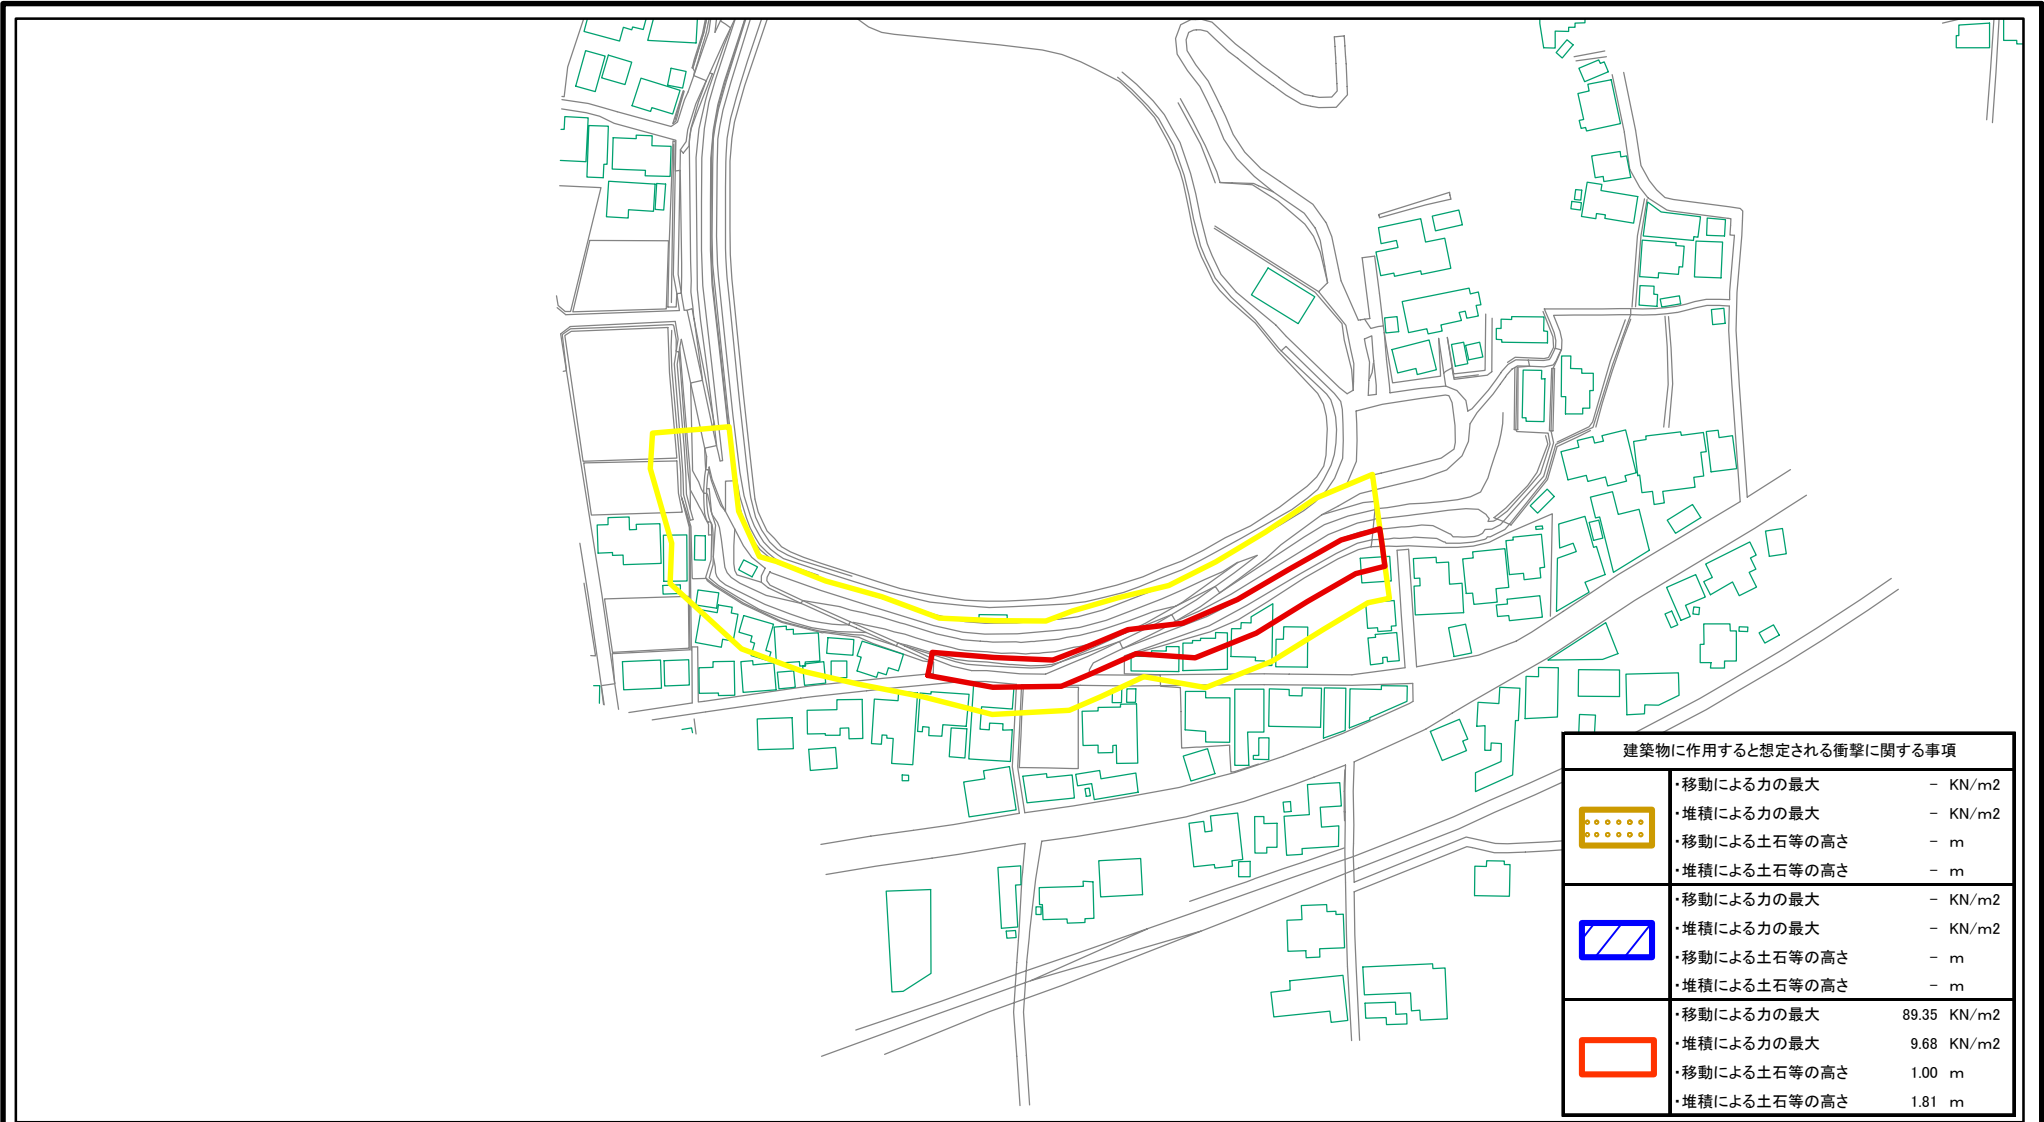 建築物に作用すると想定される衝撃に関する事項
・移動による力の最大 － KN/m2
・堆積による力の最大 － KN/m2
・移動による土石等の高さ － m
・堆積による土石等の高さ － m
・移動による力の最大 － KN/m2
・堆積による力の最大 － KN/m2
・移動による土石等の高さ － m
・堆積による土石等の高さ － m
・移動による力の最大 89.35 KN/m2
・堆積による力の最大 9.68 KN/m2
・移動による土石等の高さ 1.00 m
・堆積による土石等の高さ 1.81 m